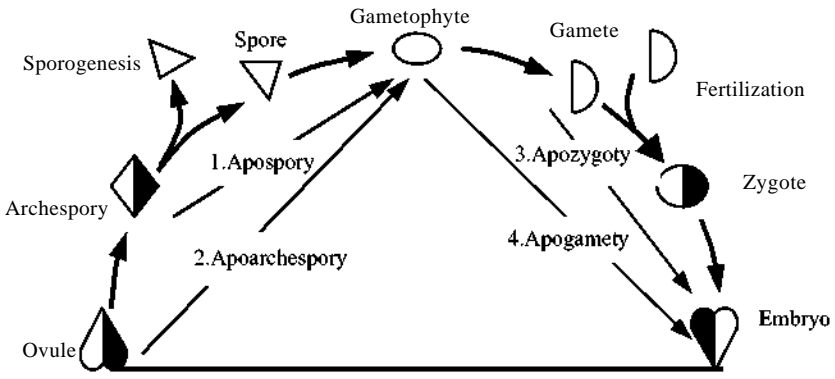 Gametophyte
Spore
Gamete
Sporogenesis
Fertilization
1.Apospory
3.Apozygoty
Archespory
Zygote
2.Apoarchespory
4.Apogamety
Embryo
Ovule